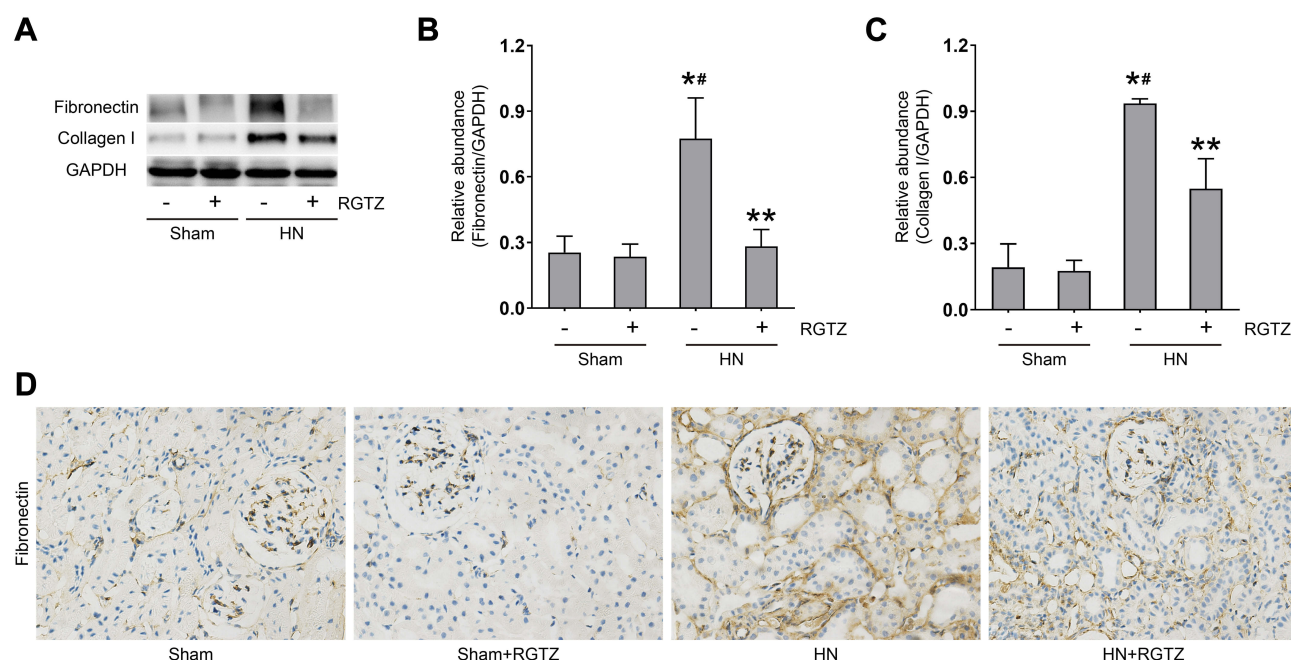 A
Fibronectin
Collagen I
GAPDH
- + - + RGTZ
Sham HN
B
Relative abundance
(Fibronectin/GAPDH)
1.2
0.9
0.6
0.3
0.0
*#
**
- + - + RGTZ
Sham HN
C
Relative abundance
(Collagen I/GAPDH)
1.2
0.9
0.6
0.3
0.0
*#
**
- + - + RGTZ
Sham HN
D
Fibronectin
Sham Sham+RGTZ HN HN+RGTZ